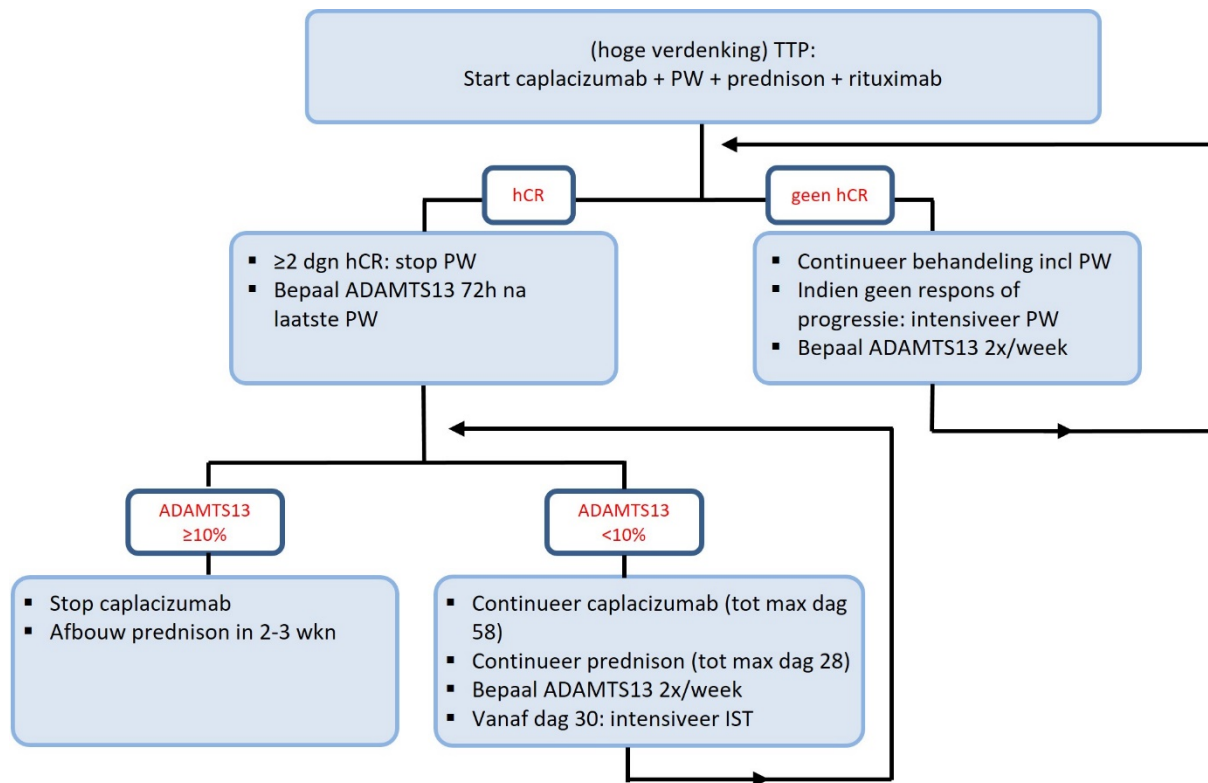 (hoge verdenking) TTP:
Start caplacizumab + PW + prednison + rituximab
hCR
geen hCR
▪ ≥2 dgn hCR: stop PW
▪ Bepaal ADAMTS13 72h na
laatste PW
▪ Continueer behandeling incl PW
▪ Indien geen respons of
progressie: intensiveer PW
▪ Bepaal ADAMTS13 2x/week
ADAMTS13
≥10%
ADAMTS13
<10%
▪ Stop caplacizumab
▪ Afbouw prednison in 2-3 wkn
▪ Continueer caplacizumab (tot max dag
58)
▪ Continueer prednison (tot max dag 28)
▪ Bepaal ADAMTS13 2x/week
▪ Vanaf dag 30: intensiveer IST